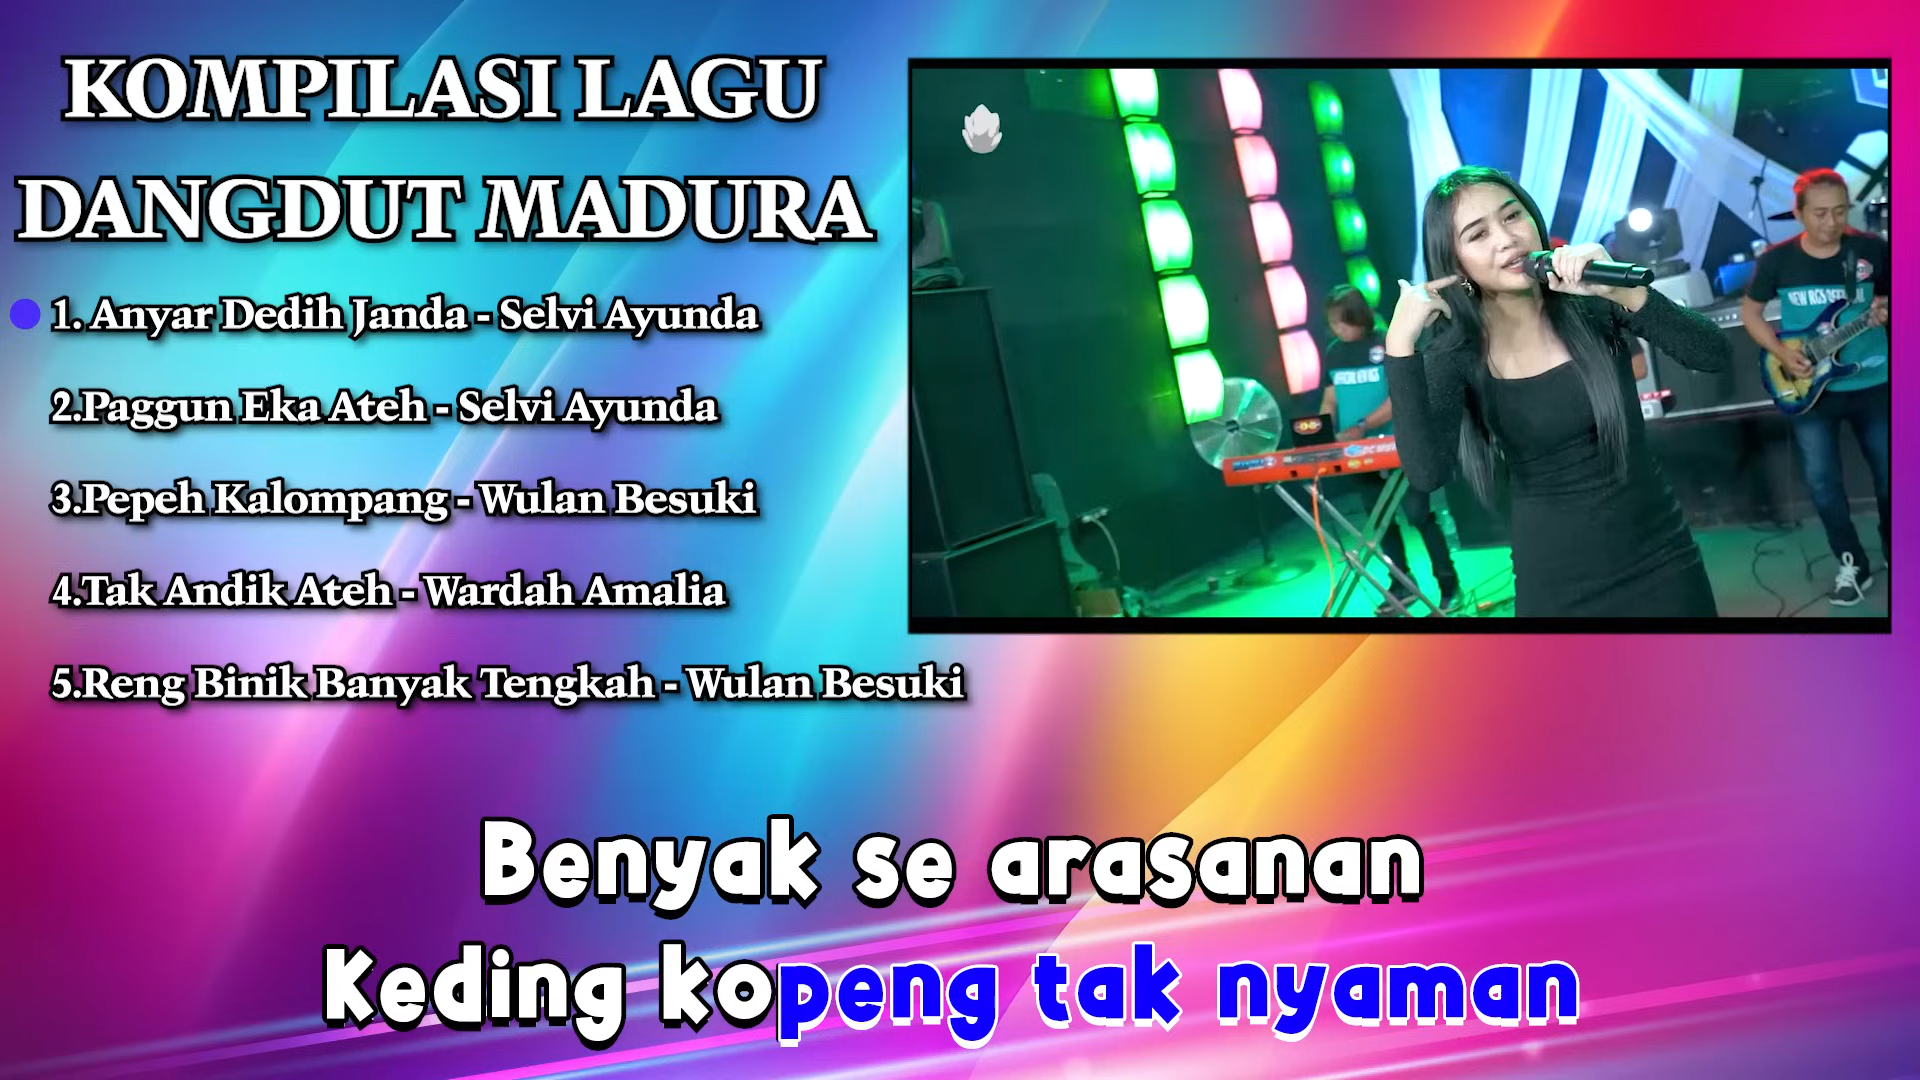 KOMPILASI LAGU
DANGDUT MADURA
1. Anyar Dedih Janda - Selvi Ayunda
2.Paggun Eka Ateh - Selvi Ayunda
3.Pepeh Kalompang - Wulan Besuki
4.Tak Andik Ateh - Wardah Amalia
5.Reng Binik Banyak Tengkah - Wulan Besuki
Benyak se arasanan
Keding kopeng tak nyaman